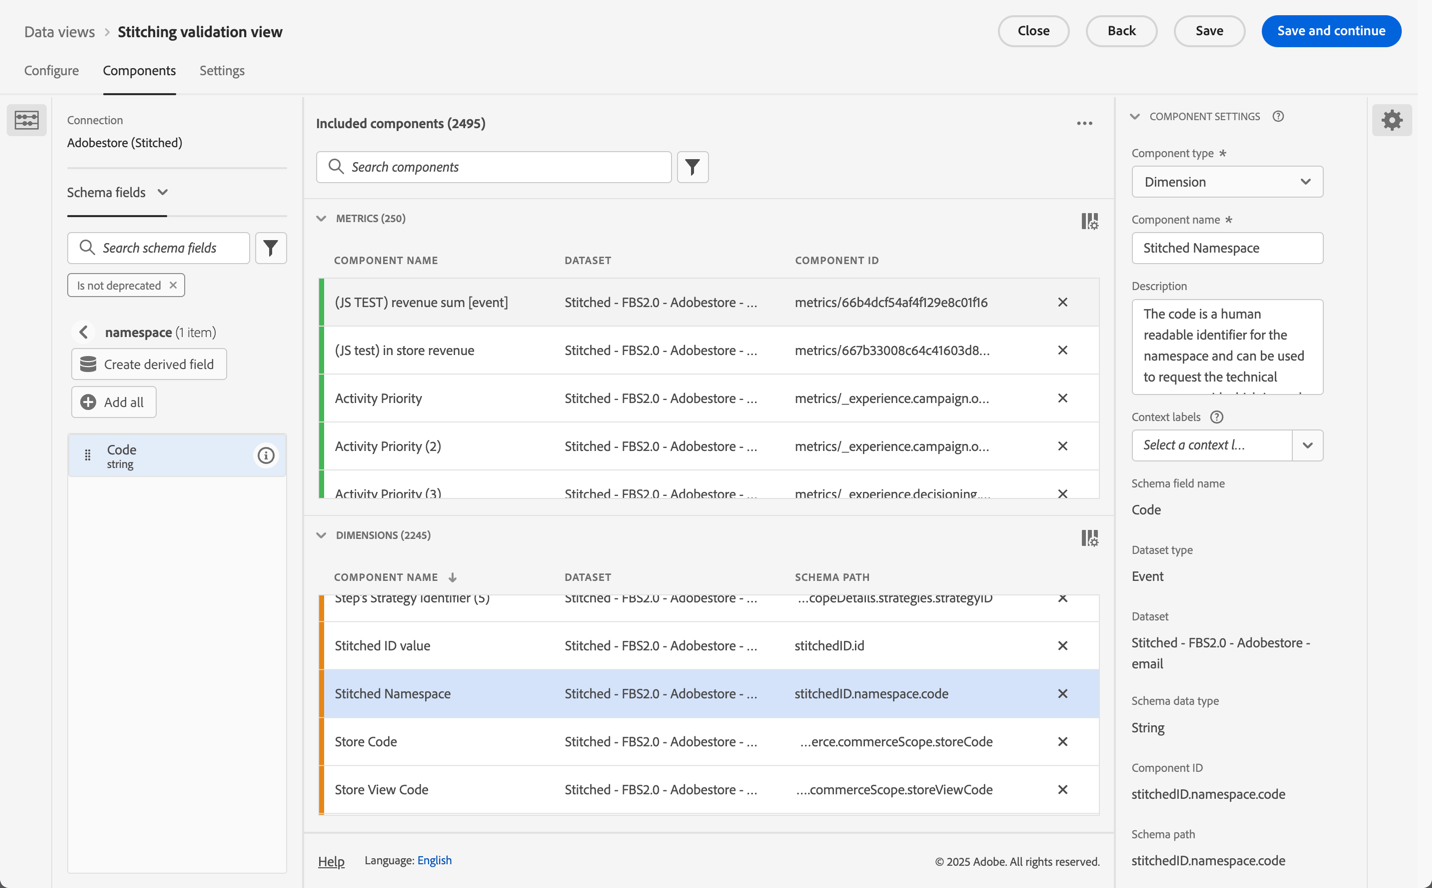 Data views > Stitching validation view
Close
Back
Save
Save and continue
Configure
Components
Settings
Connection
Adobestore (Stitched)
Schema fields
Search schema fields
Is not deprecated ×
namespace (1 item)
Create derived field
Add all
Code
string
Included components (2495)
Search components
METRICS (250)
COMPONENT NAME DATASET COMPONENT ID
(JS TEST) revenue sum [event] Stitched - FBS2.0 - Adobestore - ... metrics/66b4dcf54af4f129e8c01f16
(JS test) in store revenue Stitched - FBS2.0 - Adobestore - ... metrics/667b33008c64c41603d8...
Activity Priority Stitched - FBS2.0 - Adobestore - ... metrics/_experience.campaign.o...
Activity Priority (2) Stitched - FBS2.0 - Adobestore - ... metrics/_experience.campaign.o...
Activity Priority (3) Stitched - FBS2.0 - Adobestore - ... metrics/_experience.decisioning....
DIMENSIONS (2245)
COMPONENT NAME ↓ DATASET SCHEMA PATH
Step's Strategy Identifier (5) Stitched - FBS2.0 - Adobestore - ... ...copeDetails.strategies.strategyID
Stitched ID value Stitched - FBS2.0 - Adobestore - ... stitchedID.id
Stitched Namespace Stitched - FBS2.0 - Adobestore - ... stitchedID.namespace.code
Store Code Stitched - FBS2.0 - Adobestore - ... ...erce.commerceScope.storeCode
Store View Code Stitched - FBS2.0 - Adobestore - ... ....commerceScope.storeViewCode
Help
Language: English
© 2025 Adobe. All rights reserved.
COMPONENT SETTINGS
Component type *
Dimension
Component name *
Stitched Namespace
Description
The code is a human
readable identifier for the
namespace and can be used
to request the technical
Context labels
Select a context l...
Schema field name
Code
Dataset type
Event
Dataset
Stitched - FBS2.0 - Adobestore -
email
Schema data type
String
Component ID
stitchedID.namespace.code
Schema path
stitchedID.namespace.code